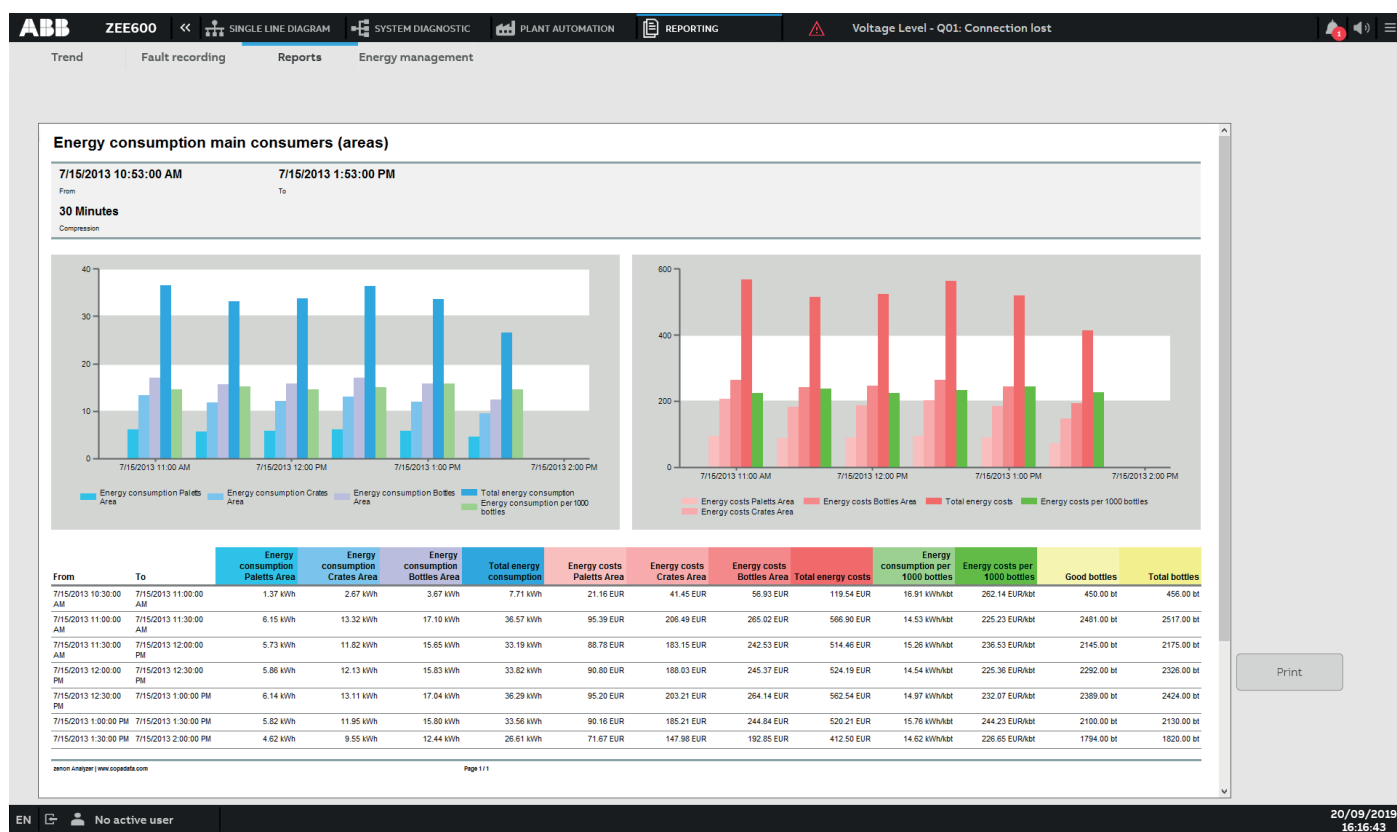 ABB ZEE600 « SINGLE LINE DIAGRAM SYSTEM DIAGNOSTIC PLANT AUTOMATION REPORTING Voltage Level - Q01: Connection lost 1
Trend Fault recording Reports Energy management
Energy consumption main consumers (areas)
7/15/2013 10:53:00 AM 7/15/2013 1:53:00 PM
From To
30 Minutes
Compression
40
30
20
10
0
7/15/2013 11:00 AM 7/15/2013 12:00 PM 7/15/2013 1:00 PM 7/15/2013 2:00 PM
Energy consumption Paletts Area
Energy consumption Crates Area
Energy consumption Bottles Area
Total energy consumption
Energy consumption per 1000 bottles
600
400
200
0
7/15/2013 11:00 AM 7/15/2013 12:00 PM 7/15/2013 1:00 PM 7/15/2013 2:00 PM
Energy costs Paletts Area Energy costs Bottles Area Total energy costs Energy costs per 1000 bottles
Energy costs Crates Area
From To Energy consumption Paletts Area Energy consumption Crates Area Energy consumption Bottles Area Total energy consumption Energy costs Paletts Area Energy costs Crates Area Energy costs Bottles Area Total energy costs Energy consumption per 1000 bottles Energy costs per 1000 bottles Good bottles Total bottles
7/15/2013 10:30:00 AM 7/15/2013 11:00:00 AM 1.37 kWh 2.67 kWh 3.67 kWh 7.71 kWh 21.16 EUR 41.45 EUR 56.93 EUR 119.54 EUR 16.91 kWh/kbt 262.14 EUR/kbt 450.00 bt 456.00 bt
7/15/2013 11:00:00 AM 7/15/2013 11:30:00 AM 6.15 kWh 13.32 kWh 17.10 kWh 36.57 kWh 95.39 EUR 206.49 EUR 265.02 EUR 566.90 EUR 14.53 kWh/kbt 225.23 EUR/kbt 2481.00 bt 2517.00 bt
7/15/2013 11:30:00 AM 7/15/2013 12:00:00 PM 5.73 kWh 11.82 kWh 15.65 kWh 33.19 kWh 88.78 EUR 183.15 EUR 242.53 EUR 514.46 EUR 15.26 kWh/kbt 236.53 EUR/kbt 2145.00 bt 2175.00 bt
7/15/2013 12:00:00 PM 7/15/2013 12:30:00 PM 5.86 kWh 12.13 kWh 15.83 kWh 33.82 kWh 90.80 EUR 188.03 EUR 245.37 EUR 524.19 EUR 14.54 kWh/kbt 225.36 EUR/kbt 2292.00 bt 2326.00 bt
7/15/2013 12:30:00 PM 7/15/2013 1:00:00 PM 6.14 kWh 13.11 kWh 17.04 kWh 36.29 kWh 95.20 EUR 203.21 EUR 264.14 EUR 562.54 EUR 14.97 kWh/kbt 232.07 EUR/kbt 2389.00 bt 2424.00 bt
7/15/2013 1:00:00 PM 7/15/2013 1:30:00 PM 5.82 kWh 11.95 kWh 15.80 kWh 33.56 kWh 90.16 EUR 185.21 EUR 244.84 EUR 520.21 EUR 15.76 kWh/kbt 244.23 EUR/kbt 2100.00 bt 2130.00 bt
7/15/2013 1:30:00 PM 7/15/2013 2:00:00 PM 4.62 kWh 9.55 kWh 12.44 kWh 26.61 kWh 71.67 EUR 147.98 EUR 192.85 EUR 412.50 EUR 14.62 kWh/kbt 226.65 EUR/kbt 1794.00 bt 1820.00 bt
zenon Analyzer | www.copadata.com Page 1 / 1
Print
EN No active user 20/09/2019
16:16:43